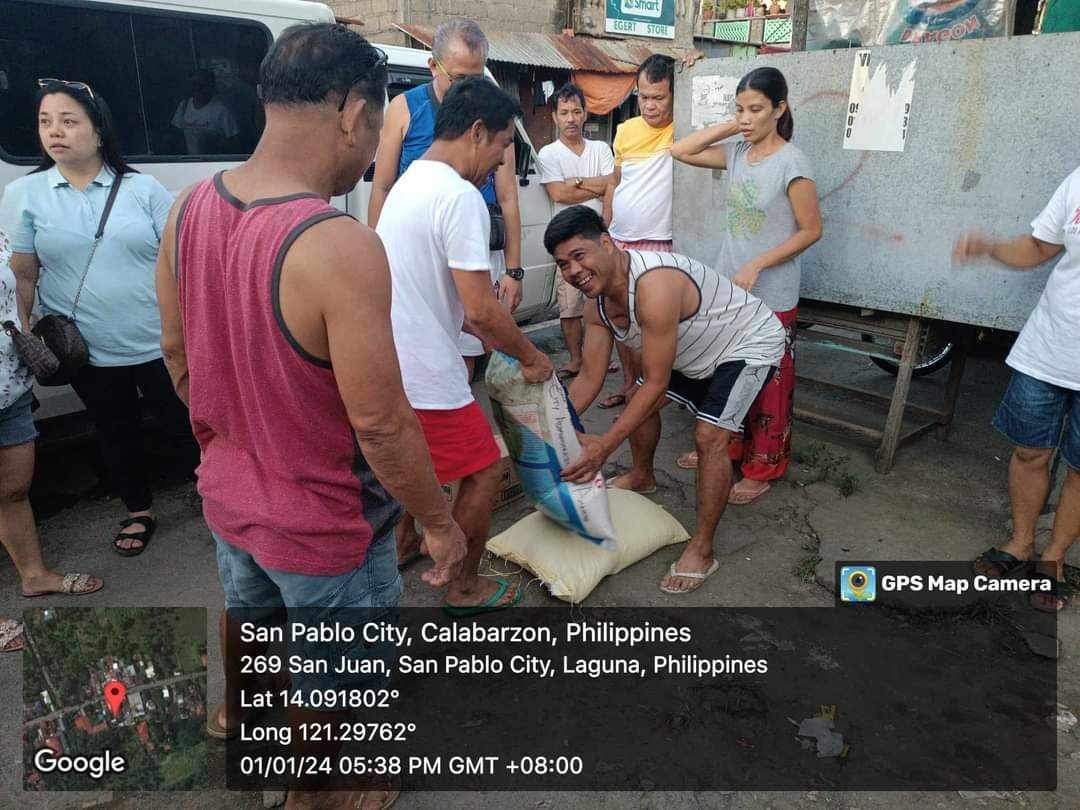 Smart
EGERT STORE
GPS Map Camera
San Pablo City, Calabarzon, Philippines
269 San Juan, San Pablo City, Laguna, Philippines
Lat 14.091802°
Long 121.29762°
01/01/24 05:38 PM GMT +08:00
Google